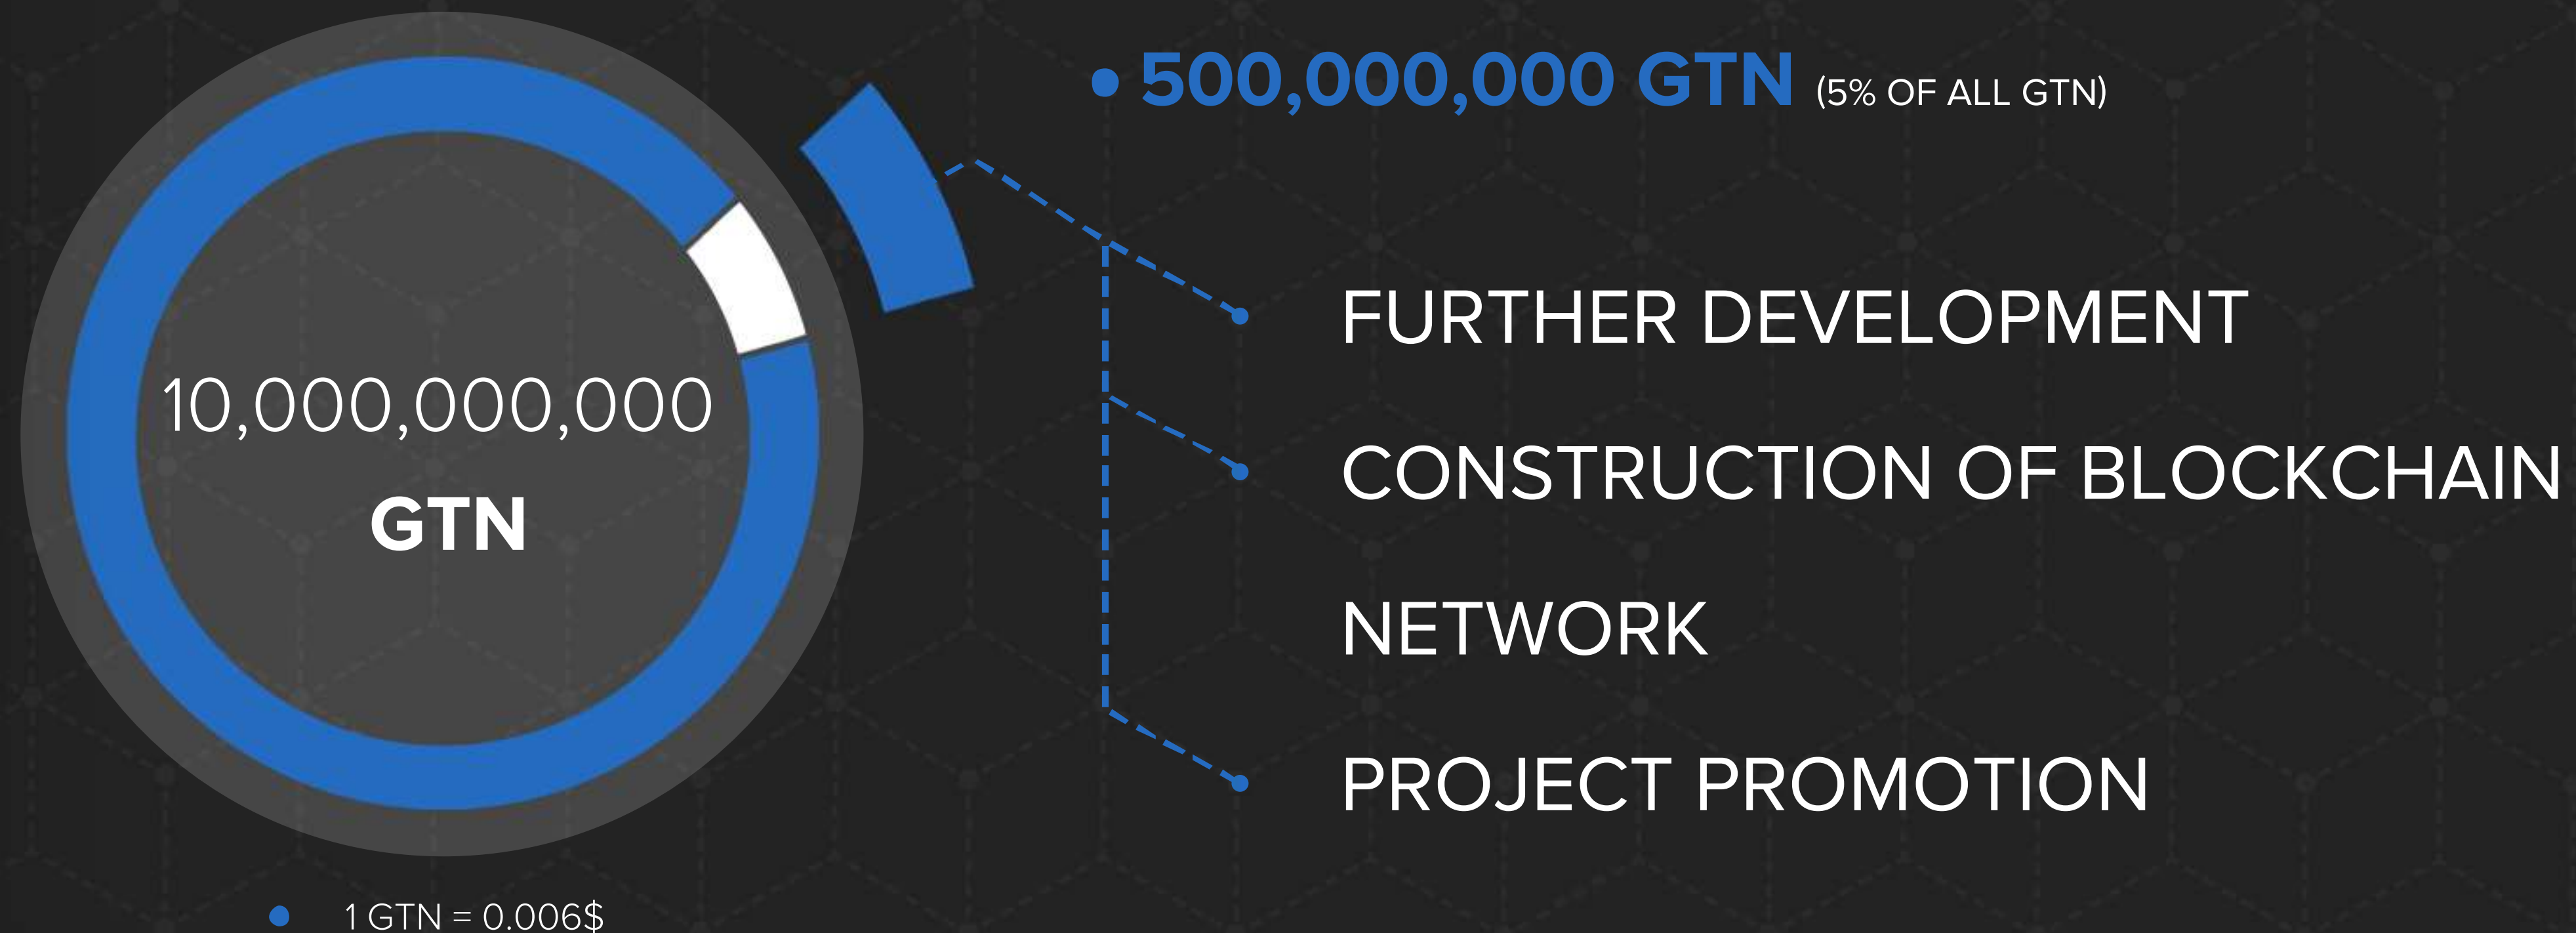 • 500,000,000 GTN (5% OF ALL GTN)
10,000,000,000
GTN
FURTHER DEVELOPMENT
CONSTRUCTION OF BLOCKCHAIN
NETWORK
PROJECT PROMOTION
• 1 GTN = 0.006$